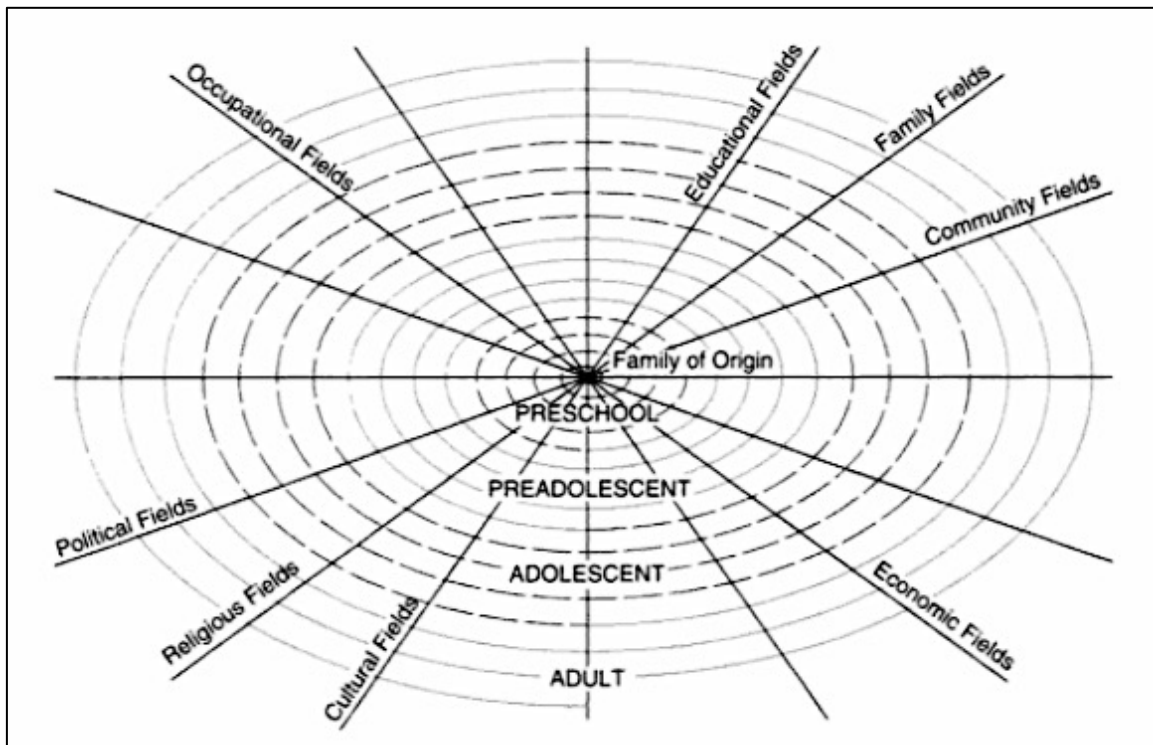 Occupational Fields
Educational Fields
Family Fields
Community Fields
Family of Origin
PRESCHOOL
PREADOLESCENT
ADOLESCENT
ADULT
Political Fields
Religious Fields
Cultural Fields
Economic Fields